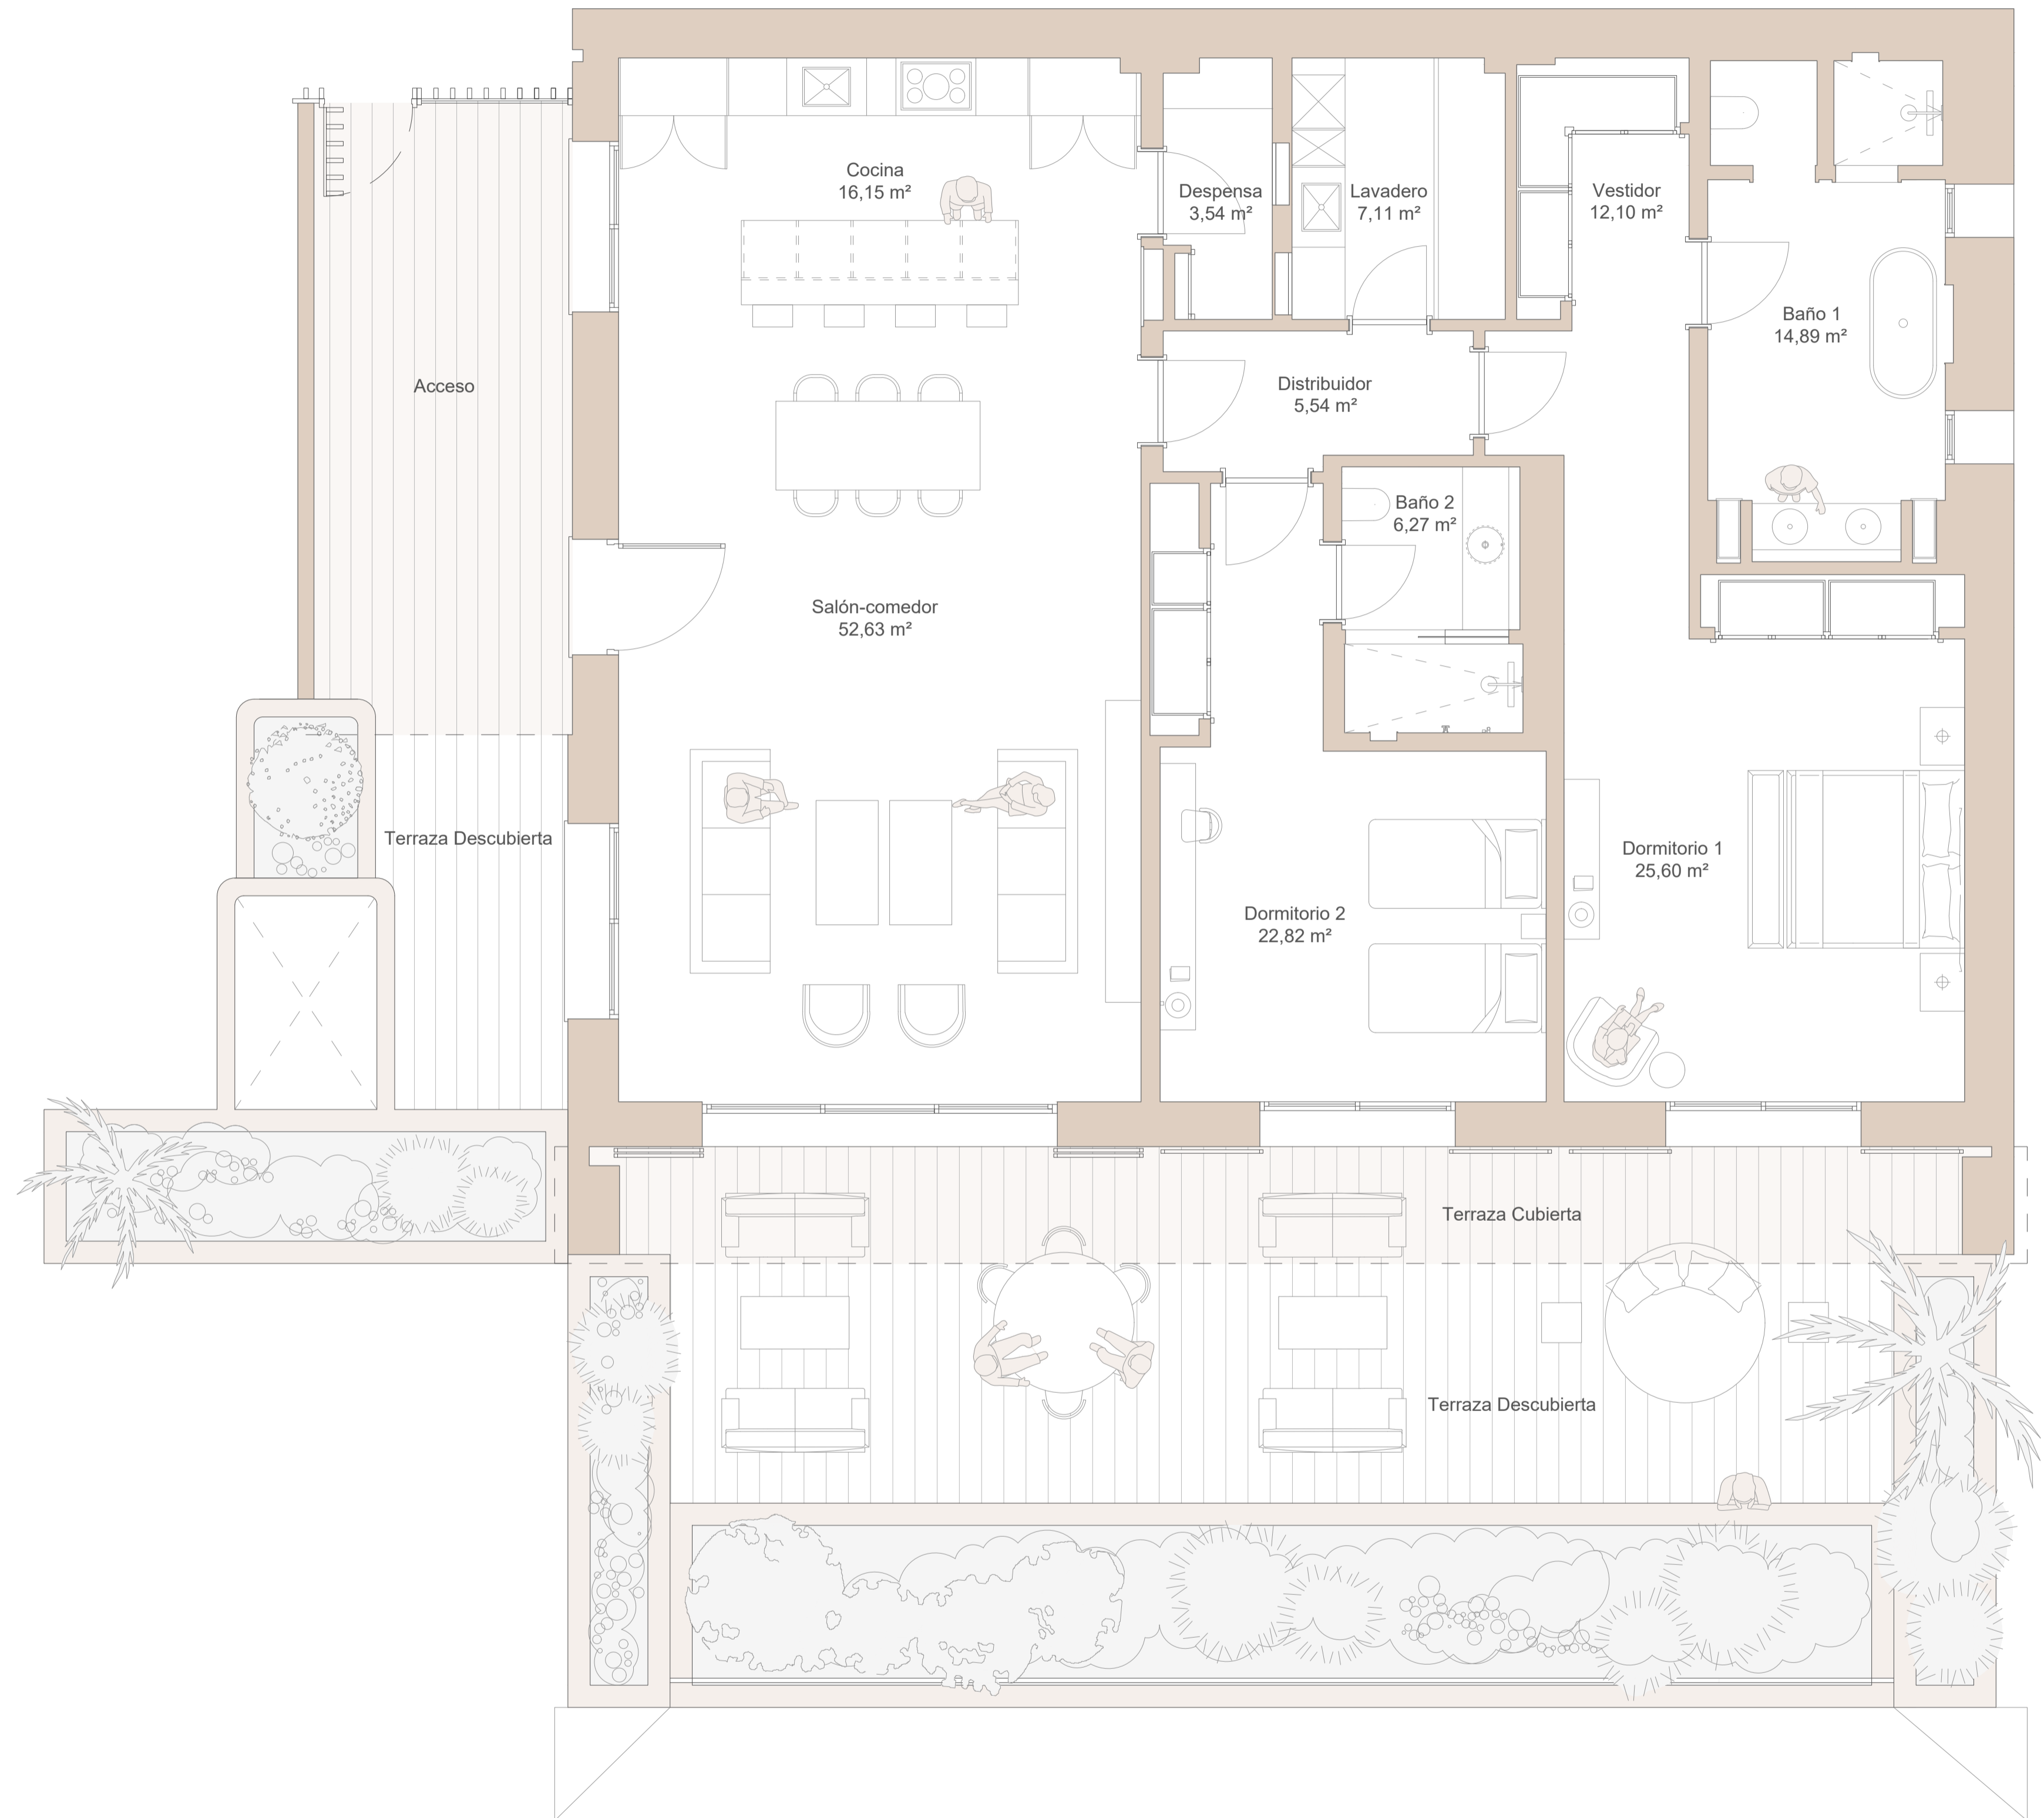 Cocina
16,15 m²
Despensa
3,54 m²
Lavadero
7,11 m²
Vestidor
12,10 m²
Baño 1
14,89 m²
Acceso
Distribuidor
5,54 m²
Baño 2
6,27 m²
Salón-comedor
52,63 m²
Terraza Descubierta
Dormitorio 1
25,60 m²
Dormitorio 2
22,82 m²
Terraza Cubierta
Terraza Descubierta